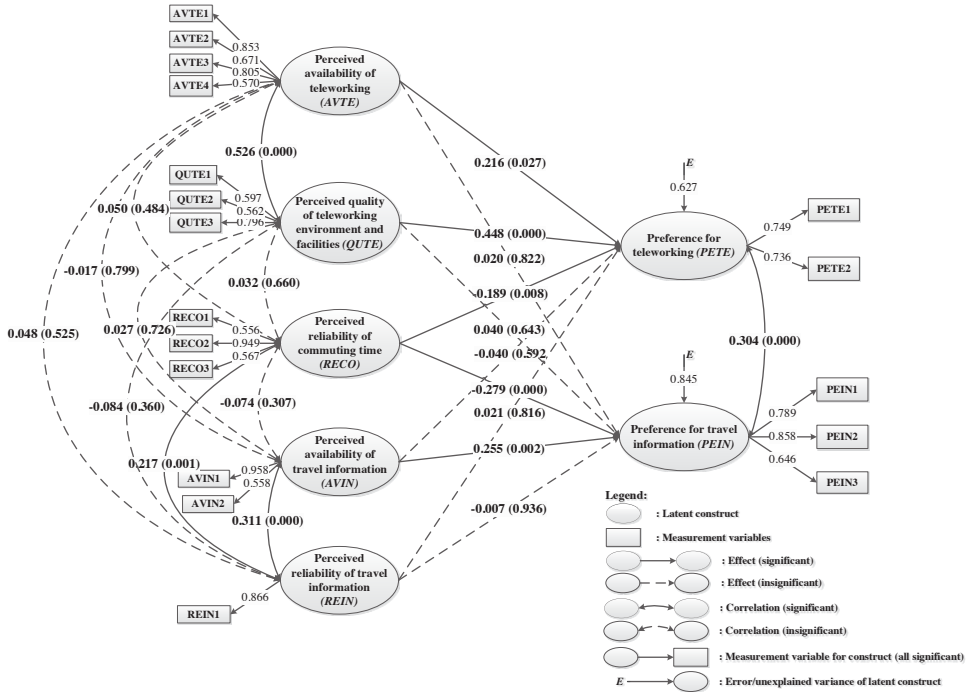 AVTE1
AVTE2
AVTE3
AVTE4
0.853
0.671
0.805
0.570
Perceived
availability of
teleworking
(AVTE)
0.526 (0.000)
0.216 (0.027)
E
0.627
QUTE1
QUTE2
QUTE3
0.597
0.562
0.796
Perceived quality
of teleworking
environment and
facilities (QUTE)
0.448 (0.000)
0.020 (0.822)
Preference for
teleworking (PETE)
0.749
0.736
PETE1
PETE2
0.050 (0.484)
-0.017 (0.799)
0.032 (0.660)
-0.189 (0.008)
0.048 (0.525)
0.027 (0.726)
RECO1
RECO2
RECO3
0.556
0.949
0.567
Perceived
reliability of
commuting time
(RECO)
0.040 (0.643)
-0.040 (0.592
E
0.845
0.304 (0.000)
-0.279 (0.000)
0.021 (0.816)
-0.084 (0.360)
-0.074 (0.307)
Preference for travel
information (PEIN)
0.789
0.858
0.646
PEIN1
PEIN2
PEIN3
0.217 (0.001)
AVIN1
AVIN2
0.958
0.558
Perceived
availability of
travel information
(AVIN)
0.255 (0.002)
0.311 (0.000)
-0.007 (0.936)
Perceived
reliability of travel
information
(REIN)
0.866
REIN1
Legend:
: Latent construct
: Measurement variables
: Effect (significant)
: Effect (insignificant)
: Correlation (significant)
: Correlation (insignificant)
: Measurement variable for construct (all significant)
E : Error/unexplained variance of latent construct